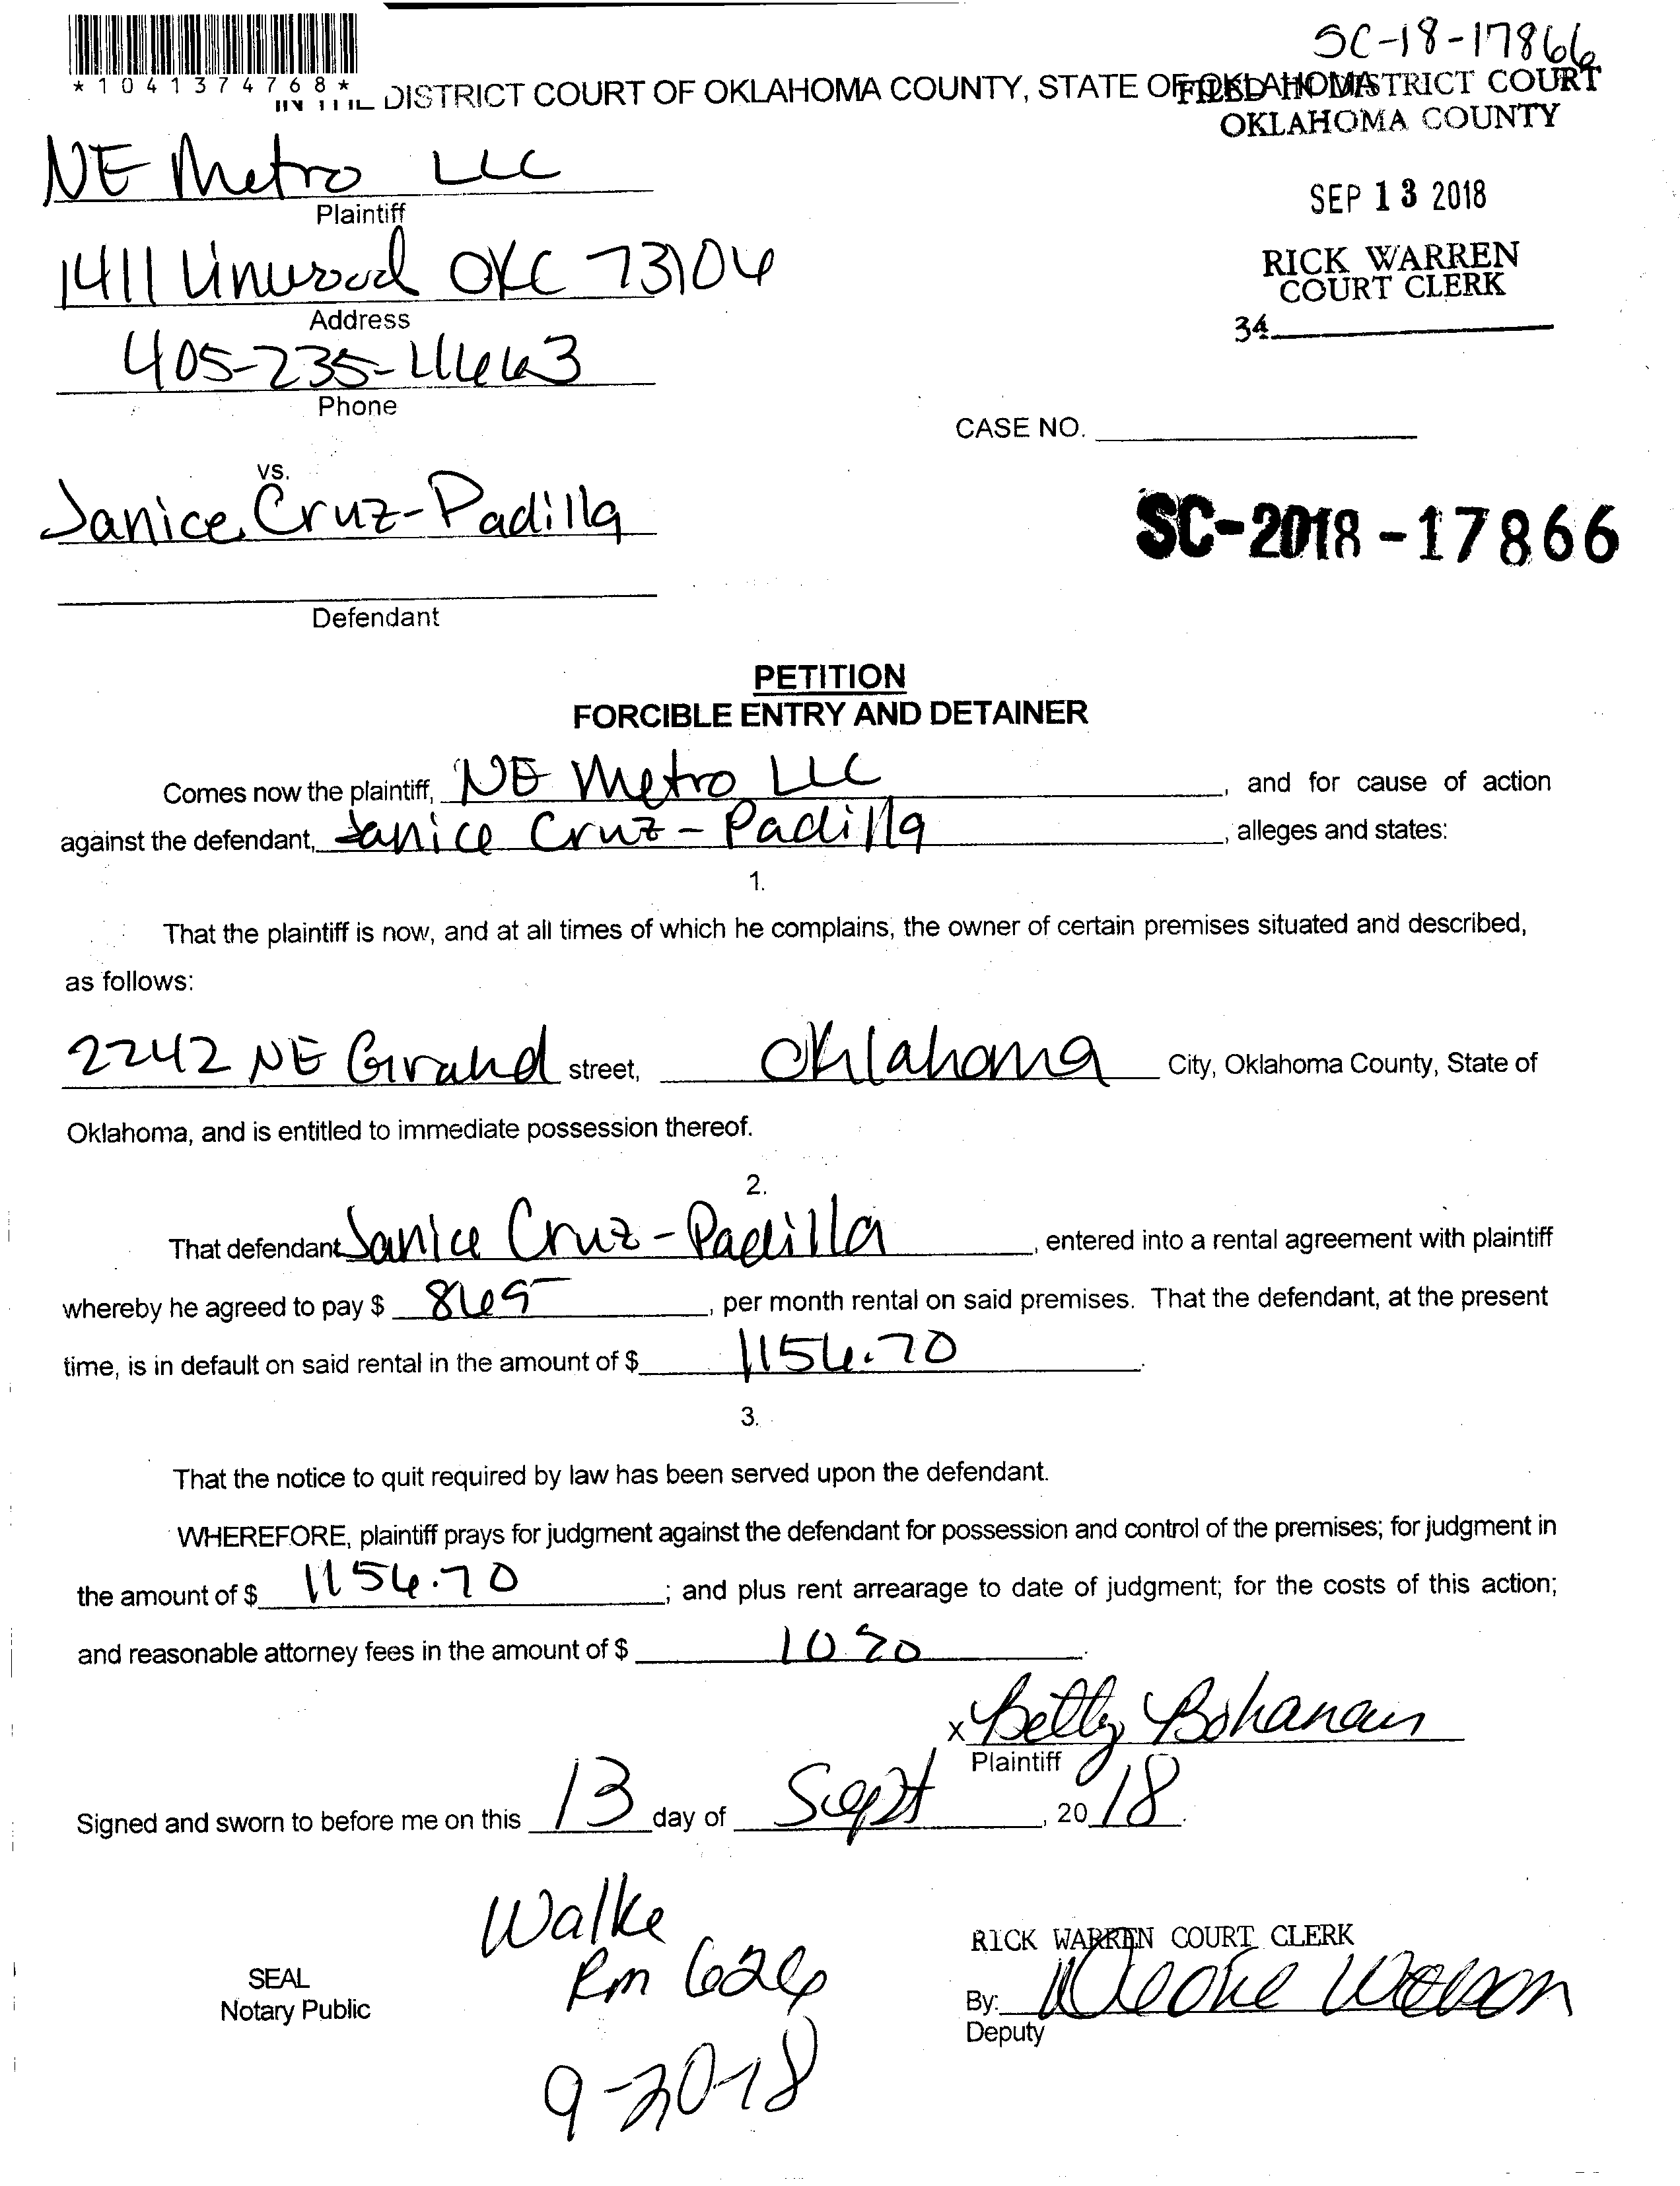 SC-18-17866
*10413374768*
IN THE DISTRICT COURT OF OKLAHOMA COUNTY, STATE OF OKLAHOMA
FILED IN DISTRICT COURT
OKLAHOMA COUNTY
NE Metro LLC
Plaintiff
SEP 13 2018
1411 Linwood OKC 73106
Address
RICK WARREN
COURT CLERK
34
405-235-4663
Phone
CASE NO.
vs.
Janice Cruz-Padilla
SC-2018-17866
Defendant
PETITION
FORCIBLE ENTRY AND DETAINER
Comes now the plaintiff, NE Metro LLC, and for cause of action
against the defendant, Janice Cruz-Padilla, alleges and states:
1.
That the plaintiff is now, and at all times of which he complains, the owner of certain premises situated and described,
as follows:
2242 NE Grand street, Oklahoma City, Oklahoma County, State of
Oklahoma, and is entitled to immediate possession thereof.
2.
That defendant Janice Cruz-Padilla, entered into a rental agreement with plaintiff
whereby he agreed to pay $ 865, per month rental on said premises. That the defendant, at the present
time, is in default on said rental in the amount of $ 1156.70.
3.
That the notice to quit required by law has been served upon the defendant.
WHEREFORE, plaintiff prays for judgment against the defendant for possession and control of the premises; for judgment in
the amount of $ 1156.70; and plus rent arrearage to date of judgment; for the costs of this action;
and reasonable attorney fees in the amount of $ .
x Betty Bohanan
Plaintiff
Signed and sworn to before me on this 13 day of Sept, 2018.
Walke
Rm 626
9-20-18
SEAL
Notary Public
RICK WARREN COURT CLERK
By:
Deputy